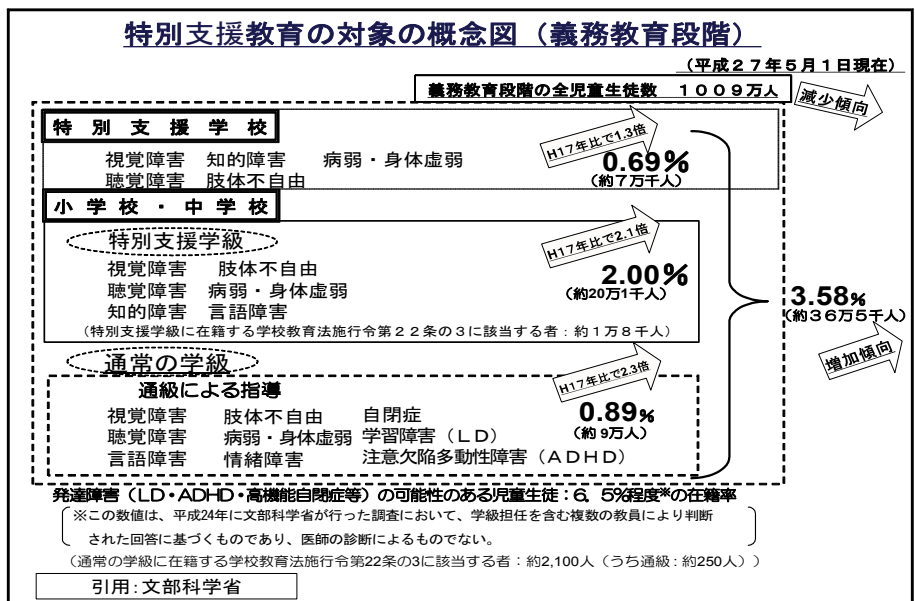 特別支援教育の対象の概念図（義務教育段階）
（平成２７年５月１日現在）
義務教育段階の全児童生徒数　１００９万人
減少傾向
特別支援学校
H17年比で1.3倍
視覚障害　知的障害　病弱・身体虚弱
聴覚障害　肢体不自由
0.69%
（約７万千人）
小学校・中学校
特別支援学級
H17年比で2.1倍
視覚障害　肢体不自由
聴覚障害　病弱・身体虚弱
知的障害　言語障害
2.00%
（約20万1千人）
（特別支援学級に在籍する学校教育法施行令第２２条の3に該当する者：約１万８千人）
3.58%
（約３６万５千人）
増加傾向
通常の学級
H17年比で2.3倍
通級による指導
視覚障害　肢体不自由　自閉症
聴覚障害　病弱・身体虚弱　学習障害（ＬＤ）
言語障害　情緒障害　注意欠陥多動性障害（ＡＤＨＤ）
0.89%
（約９万人）
発達障害（ＬＤ・ＡＤＨＤ・高機能自閉症等）の可能性のある児童生徒：６．５%程度※の在籍率
※この数値は、平成24年に文部科学省が行った調査において、学級担任を含む複数の教員により判断
された回答に基づくものであり、医師の診断によるものでない。
（通常の学級に在籍する学校教育法施行令第22条の3に該当する者：約2,100人（うち通級：約250人））
引用：文部科学省